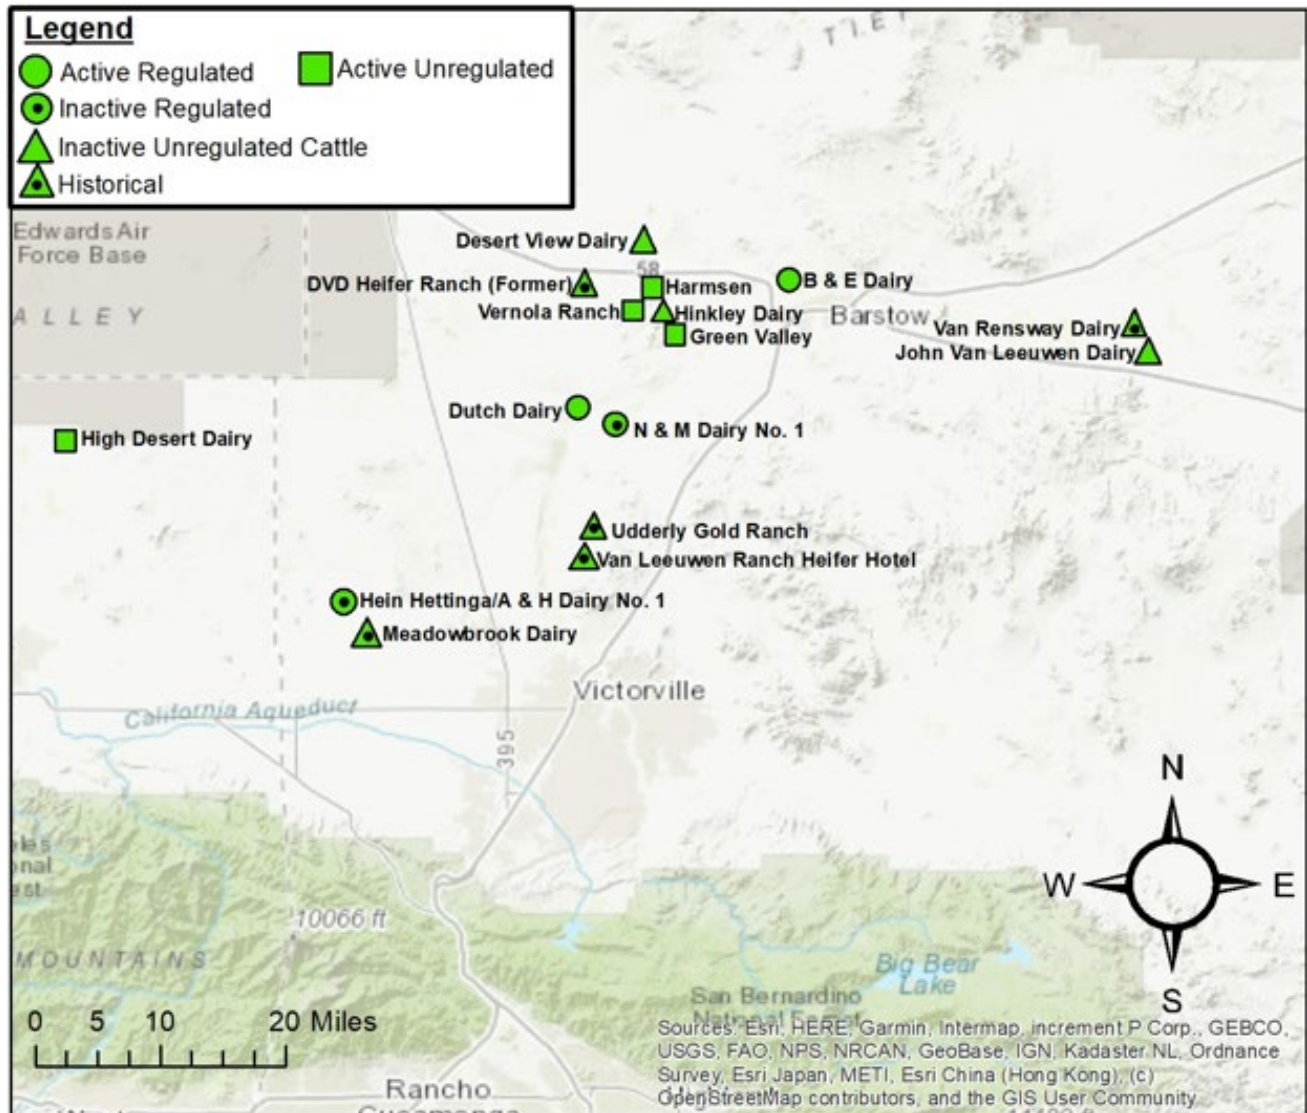 Legend
Active Regulated
Active Unregulated
Inactive Regulated
Inactive Unregulated Cattle
Historical
Edwards Air
Force Base
ALLEY
Desert View Dairy
58
DVD Heifer Ranch (Former)
Harmsen
B & E Dairy
Vernola Ranch
Hinkley Dairy
Barstow
Green Valley
Van Rensway Dairy
John Van Leeuwen Dairy
Dutch Dairy
N & M Dairy No. 1
High Desert Dairy
Udderly Gold Ranch
Van Leeuwen Ranch Heifer Hotel
Hein Hettinga/A & H Dairy No. 1
Meadowbrook Dairy
Victorville
California Aqueduct
395
N
W
E
S
10066 ft
MOUNTAINS
Big Bear
Lake
San Bernardino
0 5 10 20 Miles
Sources: Esri, HERE, Garmin, Intermap, increment P Corp., GEBCO,
USGS, FAO, NPS, NRCAN, GeoBase, IGN, Kadaster NL, Ordnance
Survey, Esri Japan, METI, Esri China (Hong Kong), (c)
OpenStreetMap contributors, and the GIS User Community
Rancho